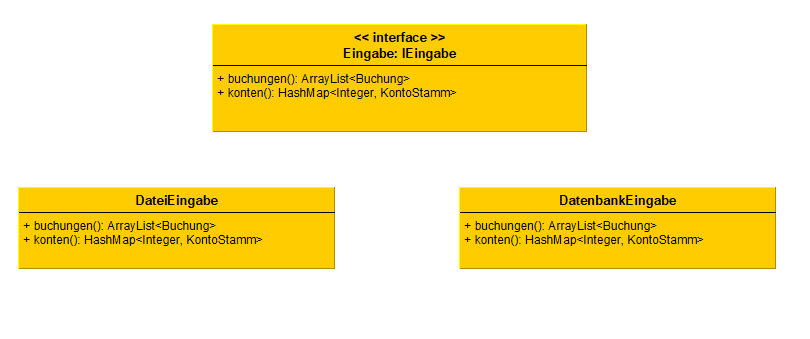 << interface >>
Eingabe: IEingabe
+ buchungen(): ArrayList<Buchung>
+ konten(): HashMap<Integer, KontoStamm>
DateiEingabe
+ buchungen(): ArrayList<Buchung>
+ konten(): HashMap<Integer, KontoStamm>
DatenbankEingabe
+ buchungen(): ArrayList<Buchung>
+ konten(): HashMap<Integer, KontoStamm>